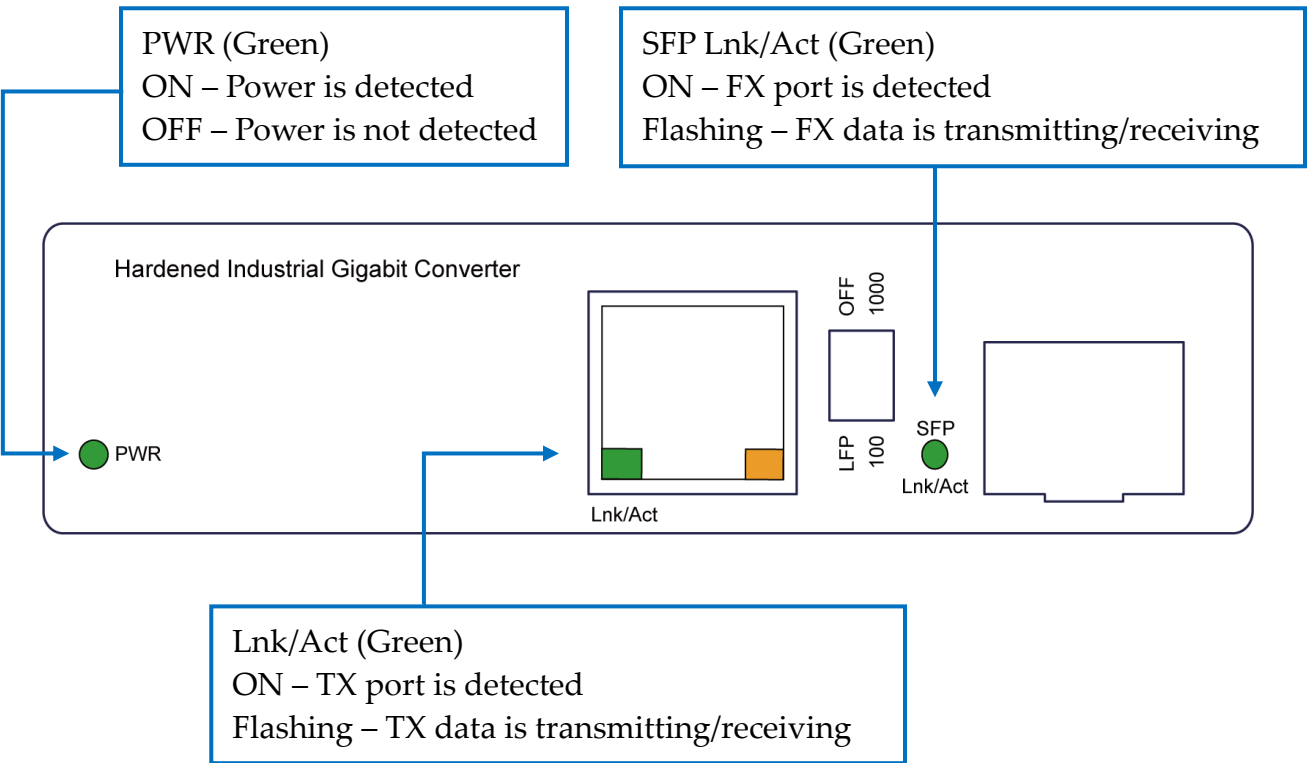 PWR (Green)
ON – Power is detected
OFF – Power is not detected
SFP Lnk/Act (Green)
ON – FX port is detected
Flashing – FX data is transmitting/receiving
Hardened Industrial Gigabit Converter
PWR
Lnk/Act
OFF
1000
LFP
100
SFP
Lnk/Act
Lnk/Act (Green)
ON – TX port is detected
Flashing – TX data is transmitting/receiving